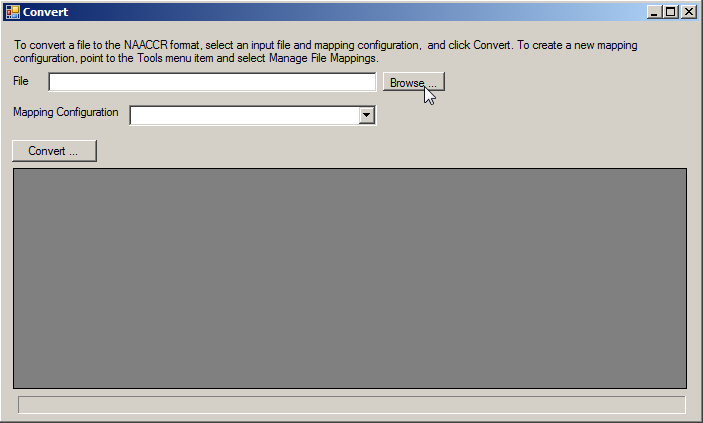 Convert
To convert a file to the NAACCR format, select an input file and mapping configuration,  and click Convert. To create a new mapping
configuration, point to the Tools menu item and select Manage File Mappings.
File
Browse ...
Mapping Configuration
Convert ...